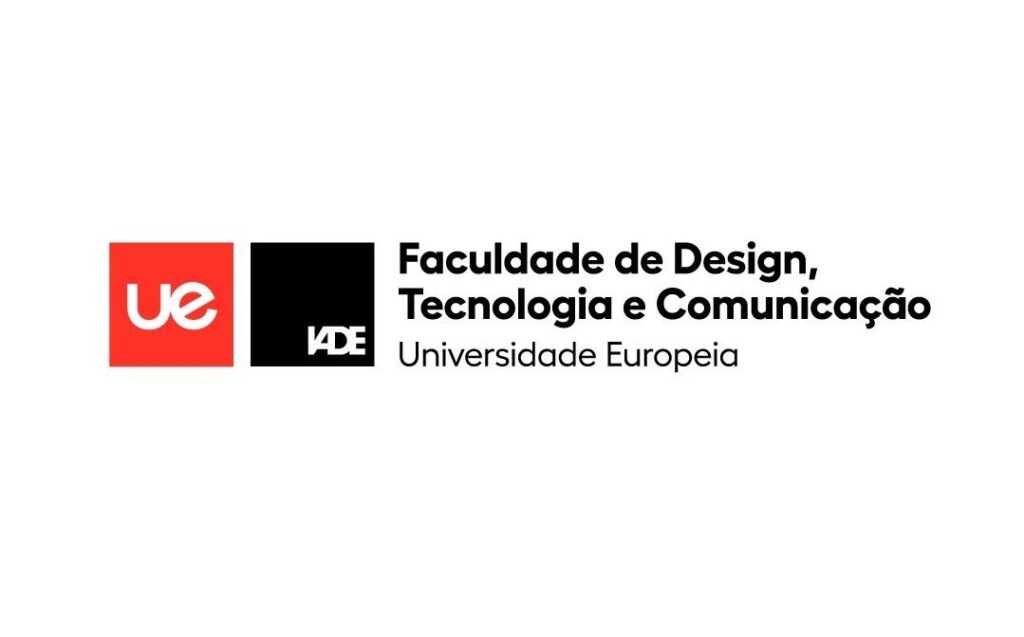 ue
IADE
Faculdade de Design,
Tecnologia e Comunicação
Universidade Europeia